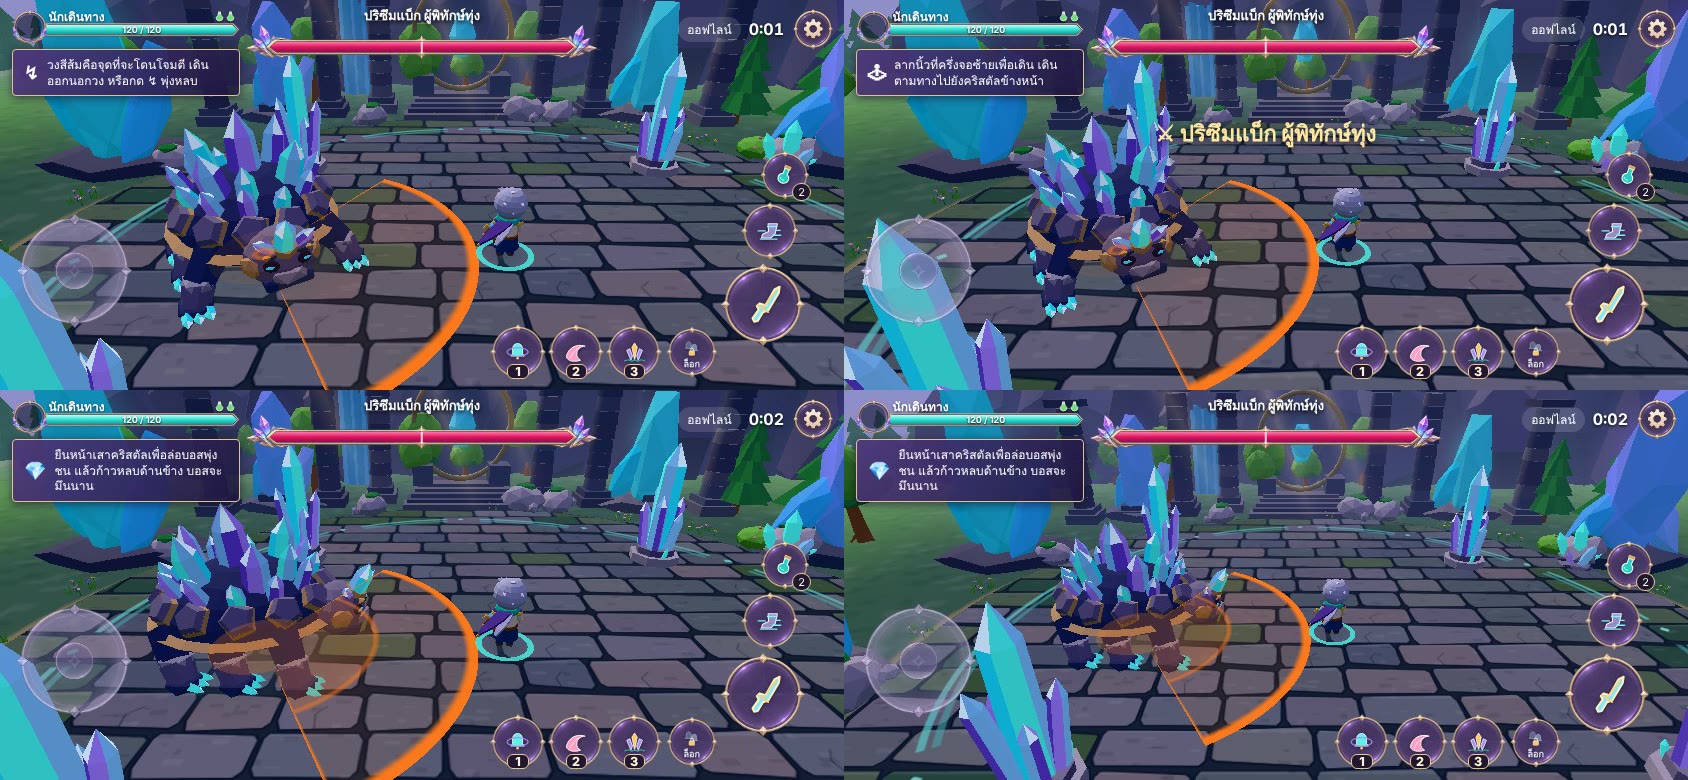 นักเดินทาง
120 / 120
ปริซึมแบ็ก ผู้พิทักษ์ทุ่ง
ออฟไลน์ 0:01
วงสีส้มคือจุดที่จะโดนโจมตี เดิน
ออกนอกวง หรือกด ↯ พุ่งหลบ
2
1
2
3
ล็อก
นักเดินทาง
120 / 120
ปริซึมแบ็ก ผู้พิทักษ์ทุ่ง
ออฟไลน์ 0:01
ลากนิ้วที่ครึ่งจอซ้ายเพื่อเดิน เดิน
ตามทางไปยังคริสตัลข้างหน้า
⚔ ปริซึมแบ็ก ผู้พิทักษ์ทุ่ง
2
1
2
3
ล็อก
นักเดินทาง
120 / 120
ปริซึมแบ็ก ผู้พิทักษ์ทุ่ง
ออฟไลน์ 0:02
ยืนหน้าเสาคริสตัลเพื่อล่อบอสพุ่ง
ชน แล้วก้าวหลบด้านข้าง บอสจะ
มึนนาน
2
1
2
3
ล็อก
นักเดินทาง
120 / 120
ปริซึมแบ็ก ผู้พิทักษ์ทุ่ง
ออฟไลน์ 0:02
ยืนหน้าเสาคริสตัลเพื่อล่อบอสพุ่ง
ชน แล้วก้าวหลบด้านข้าง บอสจะ
มึนนาน
2
1
2
3
ล็อก